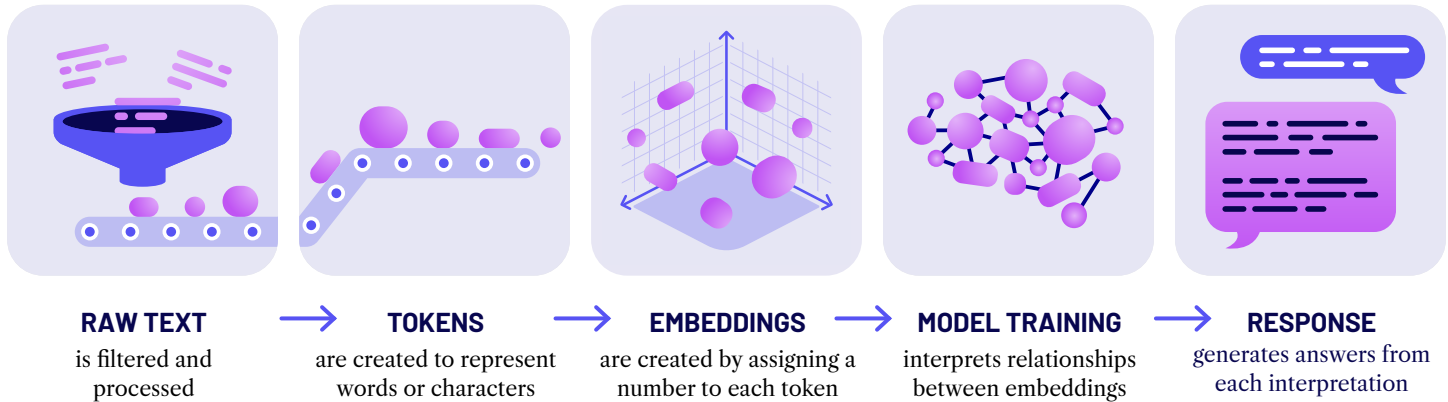 RAW TEXT
is filtered and
processed
TOKENS
are created to represent
words or characters
EMBEDDINGS
are created by assigning a
number to each token
MODEL TRAINING
interprets relationships
between embeddings
RESPONSE
generates answers from
each interpretation